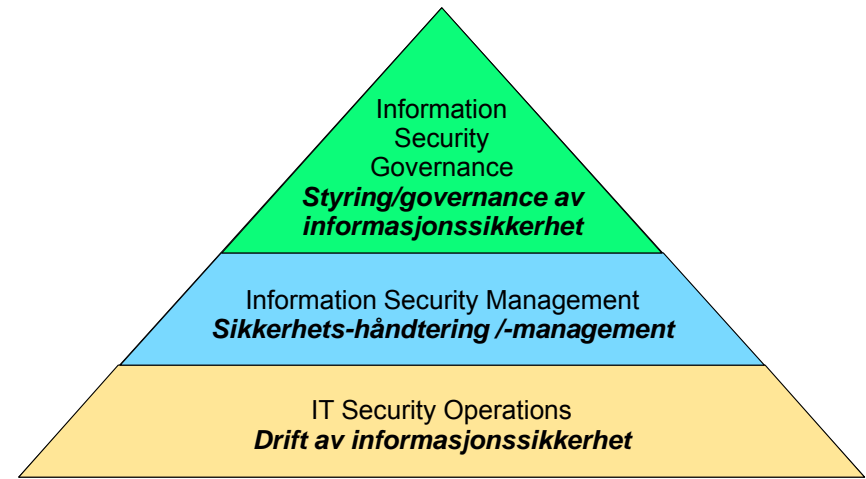 Information
Security
Governance
Styring/governance av
informasjonssikkerhet
Information Security Management
Sikkerhets-håndtering /-management
IT Security Operations
Drift av informasjonssikkerhet